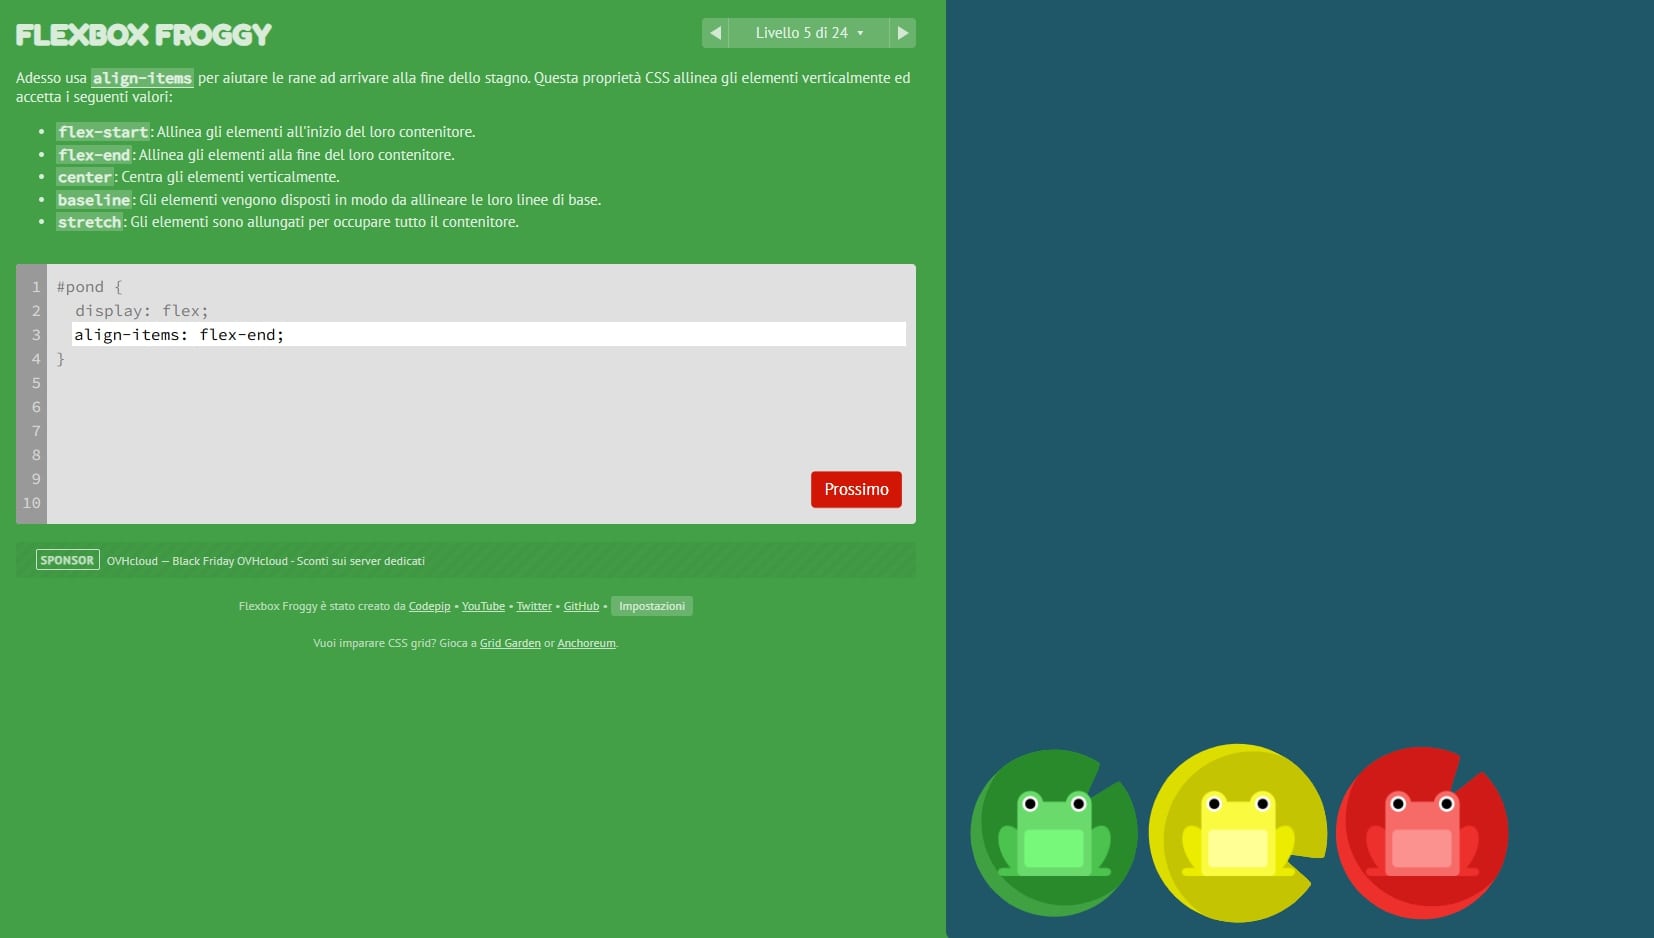 FLEXBOX FROGGY
◀ Livello 5 di 24 ▾ ▶
Adesso usa align-items per aiutare le rane ad arrivare alla fine dello stagno. Questa proprietà CSS allinea gli elementi verticalmente ed
accetta i seguenti valori:
• flex-start: Allinea gli elementi all'inizio del loro contenitore.
• flex-end: Allinea gli elementi alla fine del loro contenitore.
• center: Centra gli elementi verticalmente.
• baseline: Gli elementi vengono disposti in modo da allineare le loro linee di base.
• stretch: Gli elementi sono allungati per occupare tutto il contenitore.
1 #pond {
2 display: flex;
3 align-items: flex-end;
4 }
5
6
7
8
9
10
Prossimo
SPONSOR OVHcloud — Black Friday OVHcloud - Sconti sui server dedicati
Flexbox Froggy è stato creato da Codepip • YouTube • Twitter • GitHub • Impostazioni
Vuoi imparare CSS grid? Gioca a Grid Garden or Anchoreum.